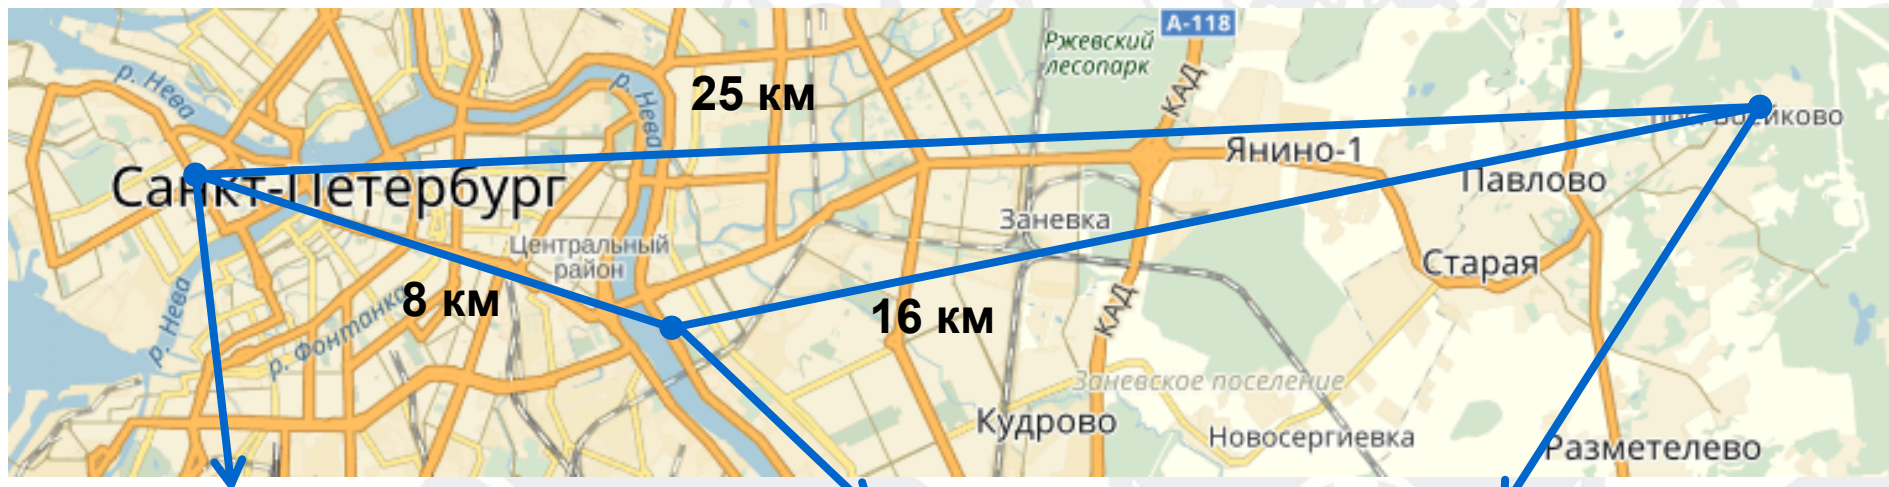 А-118
Ржевский
лесопарк
р. Нева
р. Нева
КАД
25 км
Янино-1
Санкт-Петербург
Павлово
Заневка
Центральный
район
Старая
р. Нева
р. Фонтанка
8 км
16 км
КАД
Заневское поселение
Кудрово
Новосергиевка
Разметелево